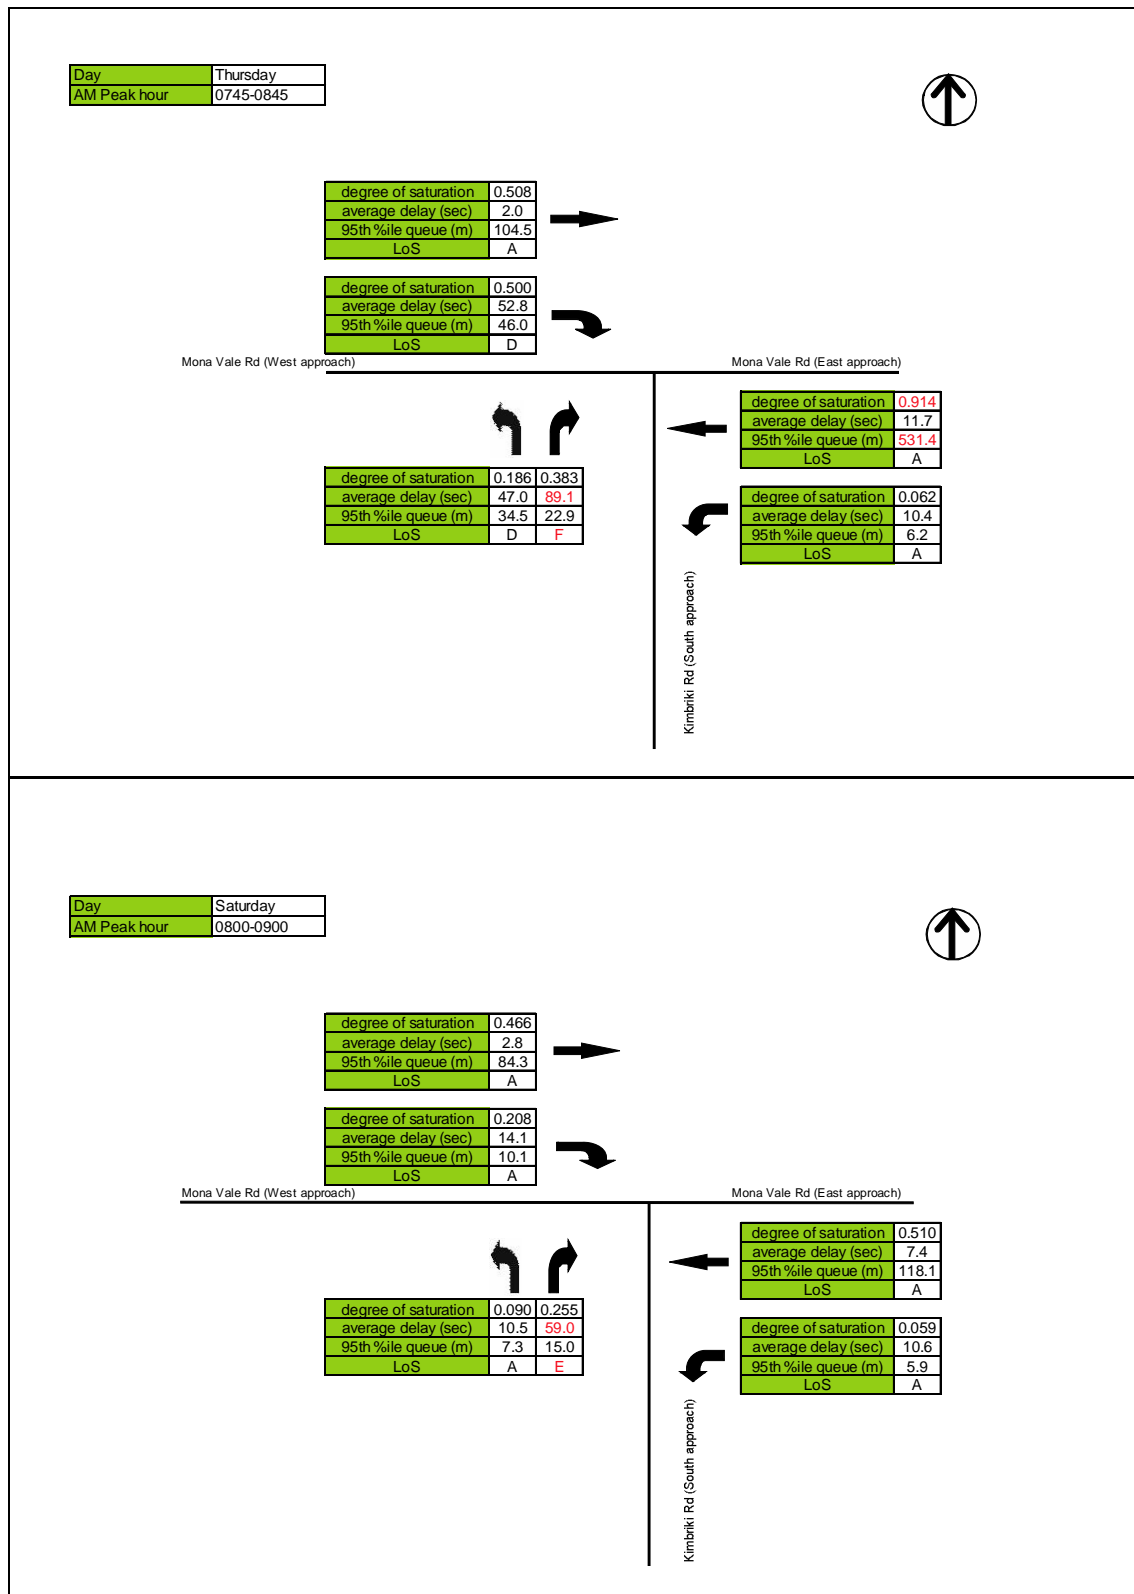 Day Thursday
AM Peak hour 0745-0845
degree of saturation 0.508
average delay (sec) 2.0
95th %ile queue (m) 104.5
LoS A
degree of saturation 0.500
average delay (sec) 52.8
95th %ile queue (m) 46.0
LoS D
Mona Vale Rd (West approach)
Mona Vale Rd (East approach)
degree of saturation 0.914
average delay (sec) 11.7
95th %ile queue (m) 531.4
LoS A
degree of saturation 0.186 0.383
average delay (sec) 47.0 89.1
95th %ile queue (m) 34.5 22.9
LoS D F
degree of saturation 0.062
average delay (sec) 10.4
95th %ile queue (m) 6.2
LoS A
Kimbriki Rd (South approach)
Day Saturday
AM Peak hour 0800-0900
degree of saturation 0.466
average delay (sec) 2.8
95th %ile queue (m) 84.3
LoS A
degree of saturation 0.208
average delay (sec) 14.1
95th %ile queue (m) 10.1
LoS A
Mona Vale Rd (West approach)
Mona Vale Rd (East approach)
degree of saturation 0.510
average delay (sec) 7.4
95th %ile queue (m) 118.1
LoS A
degree of saturation 0.090 0.255
average delay (sec) 10.5 59.0
95th %ile queue (m) 7.3 15.0
LoS A E
degree of saturation 0.059
average delay (sec) 10.6
95th %ile queue (m) 5.9
LoS A
Kimbriki Rd (South approach)